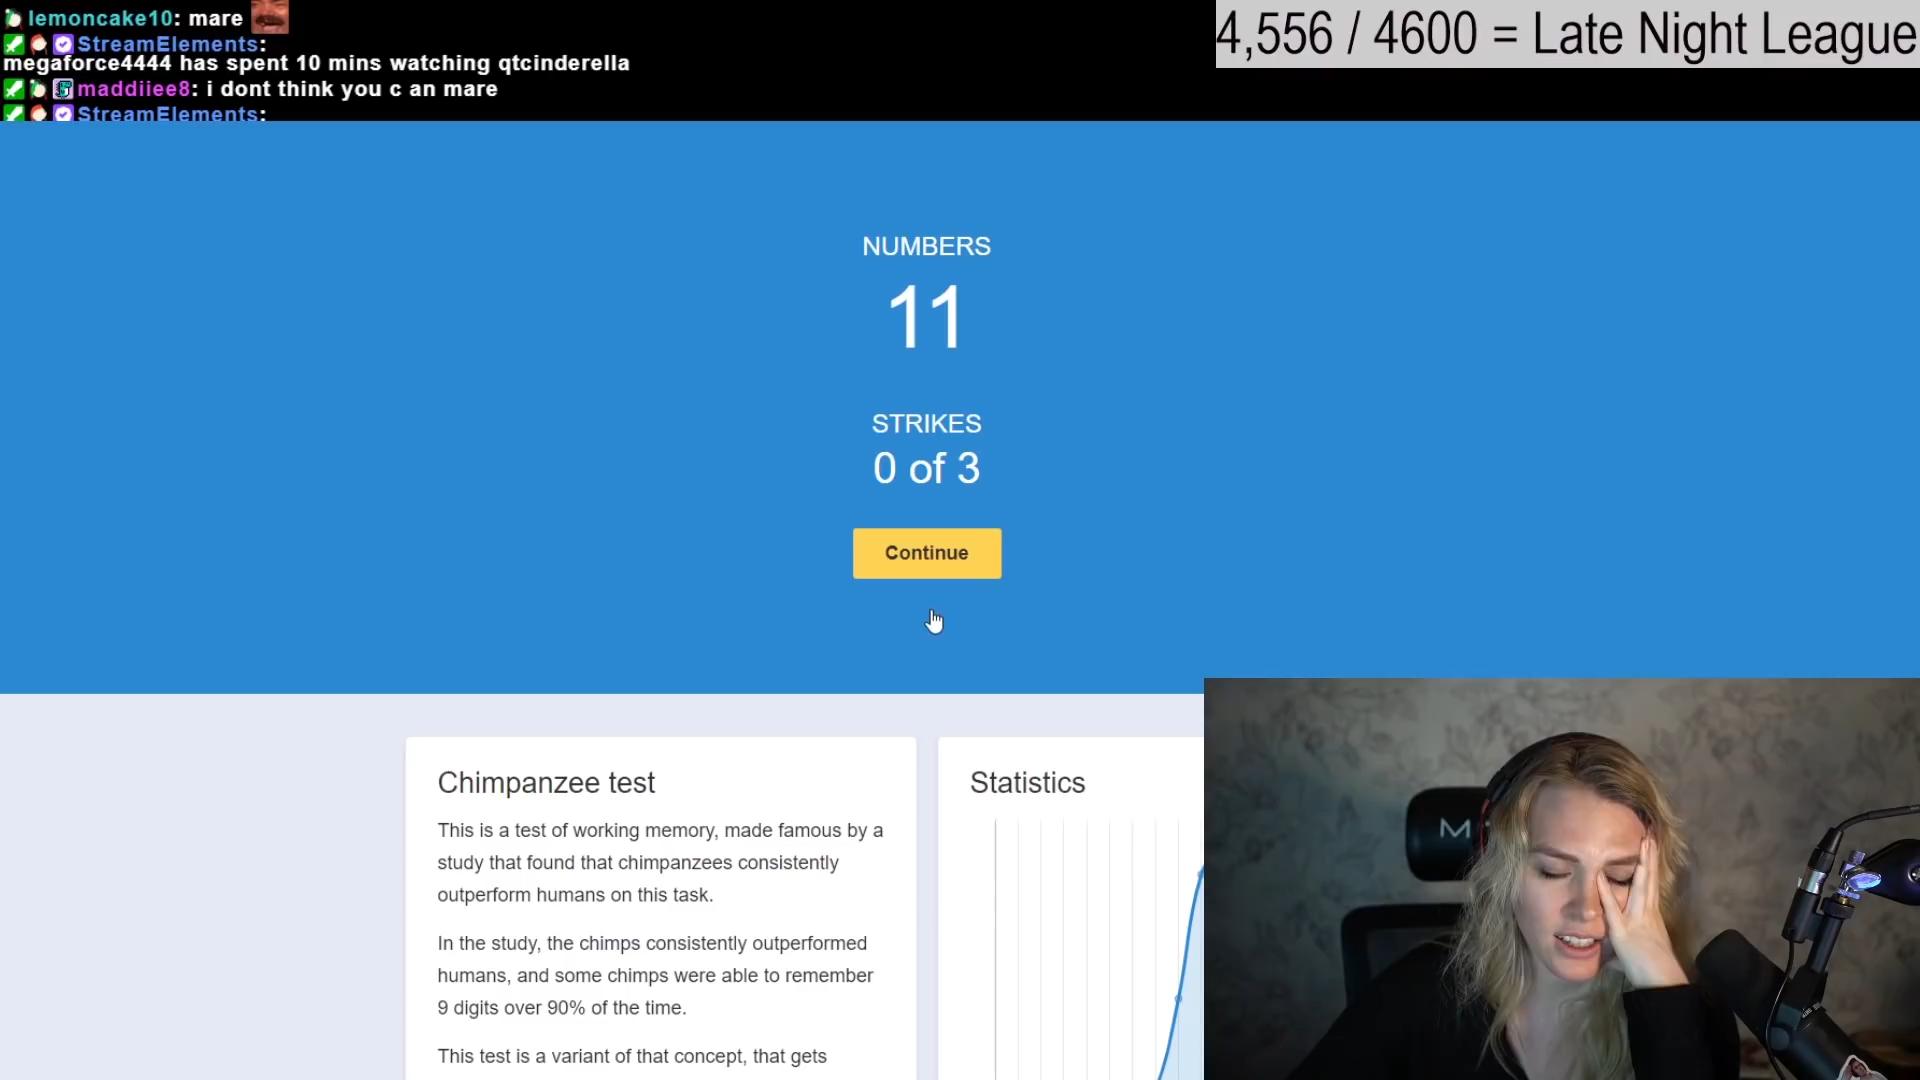 lemoncake10: mare
StreamElements:
megaforce4444 has spent 10 mins watching qtcinderella
maddiiee8: i dont think you c an mare
StreamElements:
4,556 / 4600 = Late Night League
NUMBERS
11
STRIKES
0 of 3
Continue
Chimpanzee test
This is a test of working memory, made famous by a
study that found that chimpanzees consistently
outperform humans on this task.
In the study, the chimps consistently outperformed
humans, and some chimps were able to remember
9 digits over 90% of the time.
This test is a variant of that concept, that gets
Statistics
M